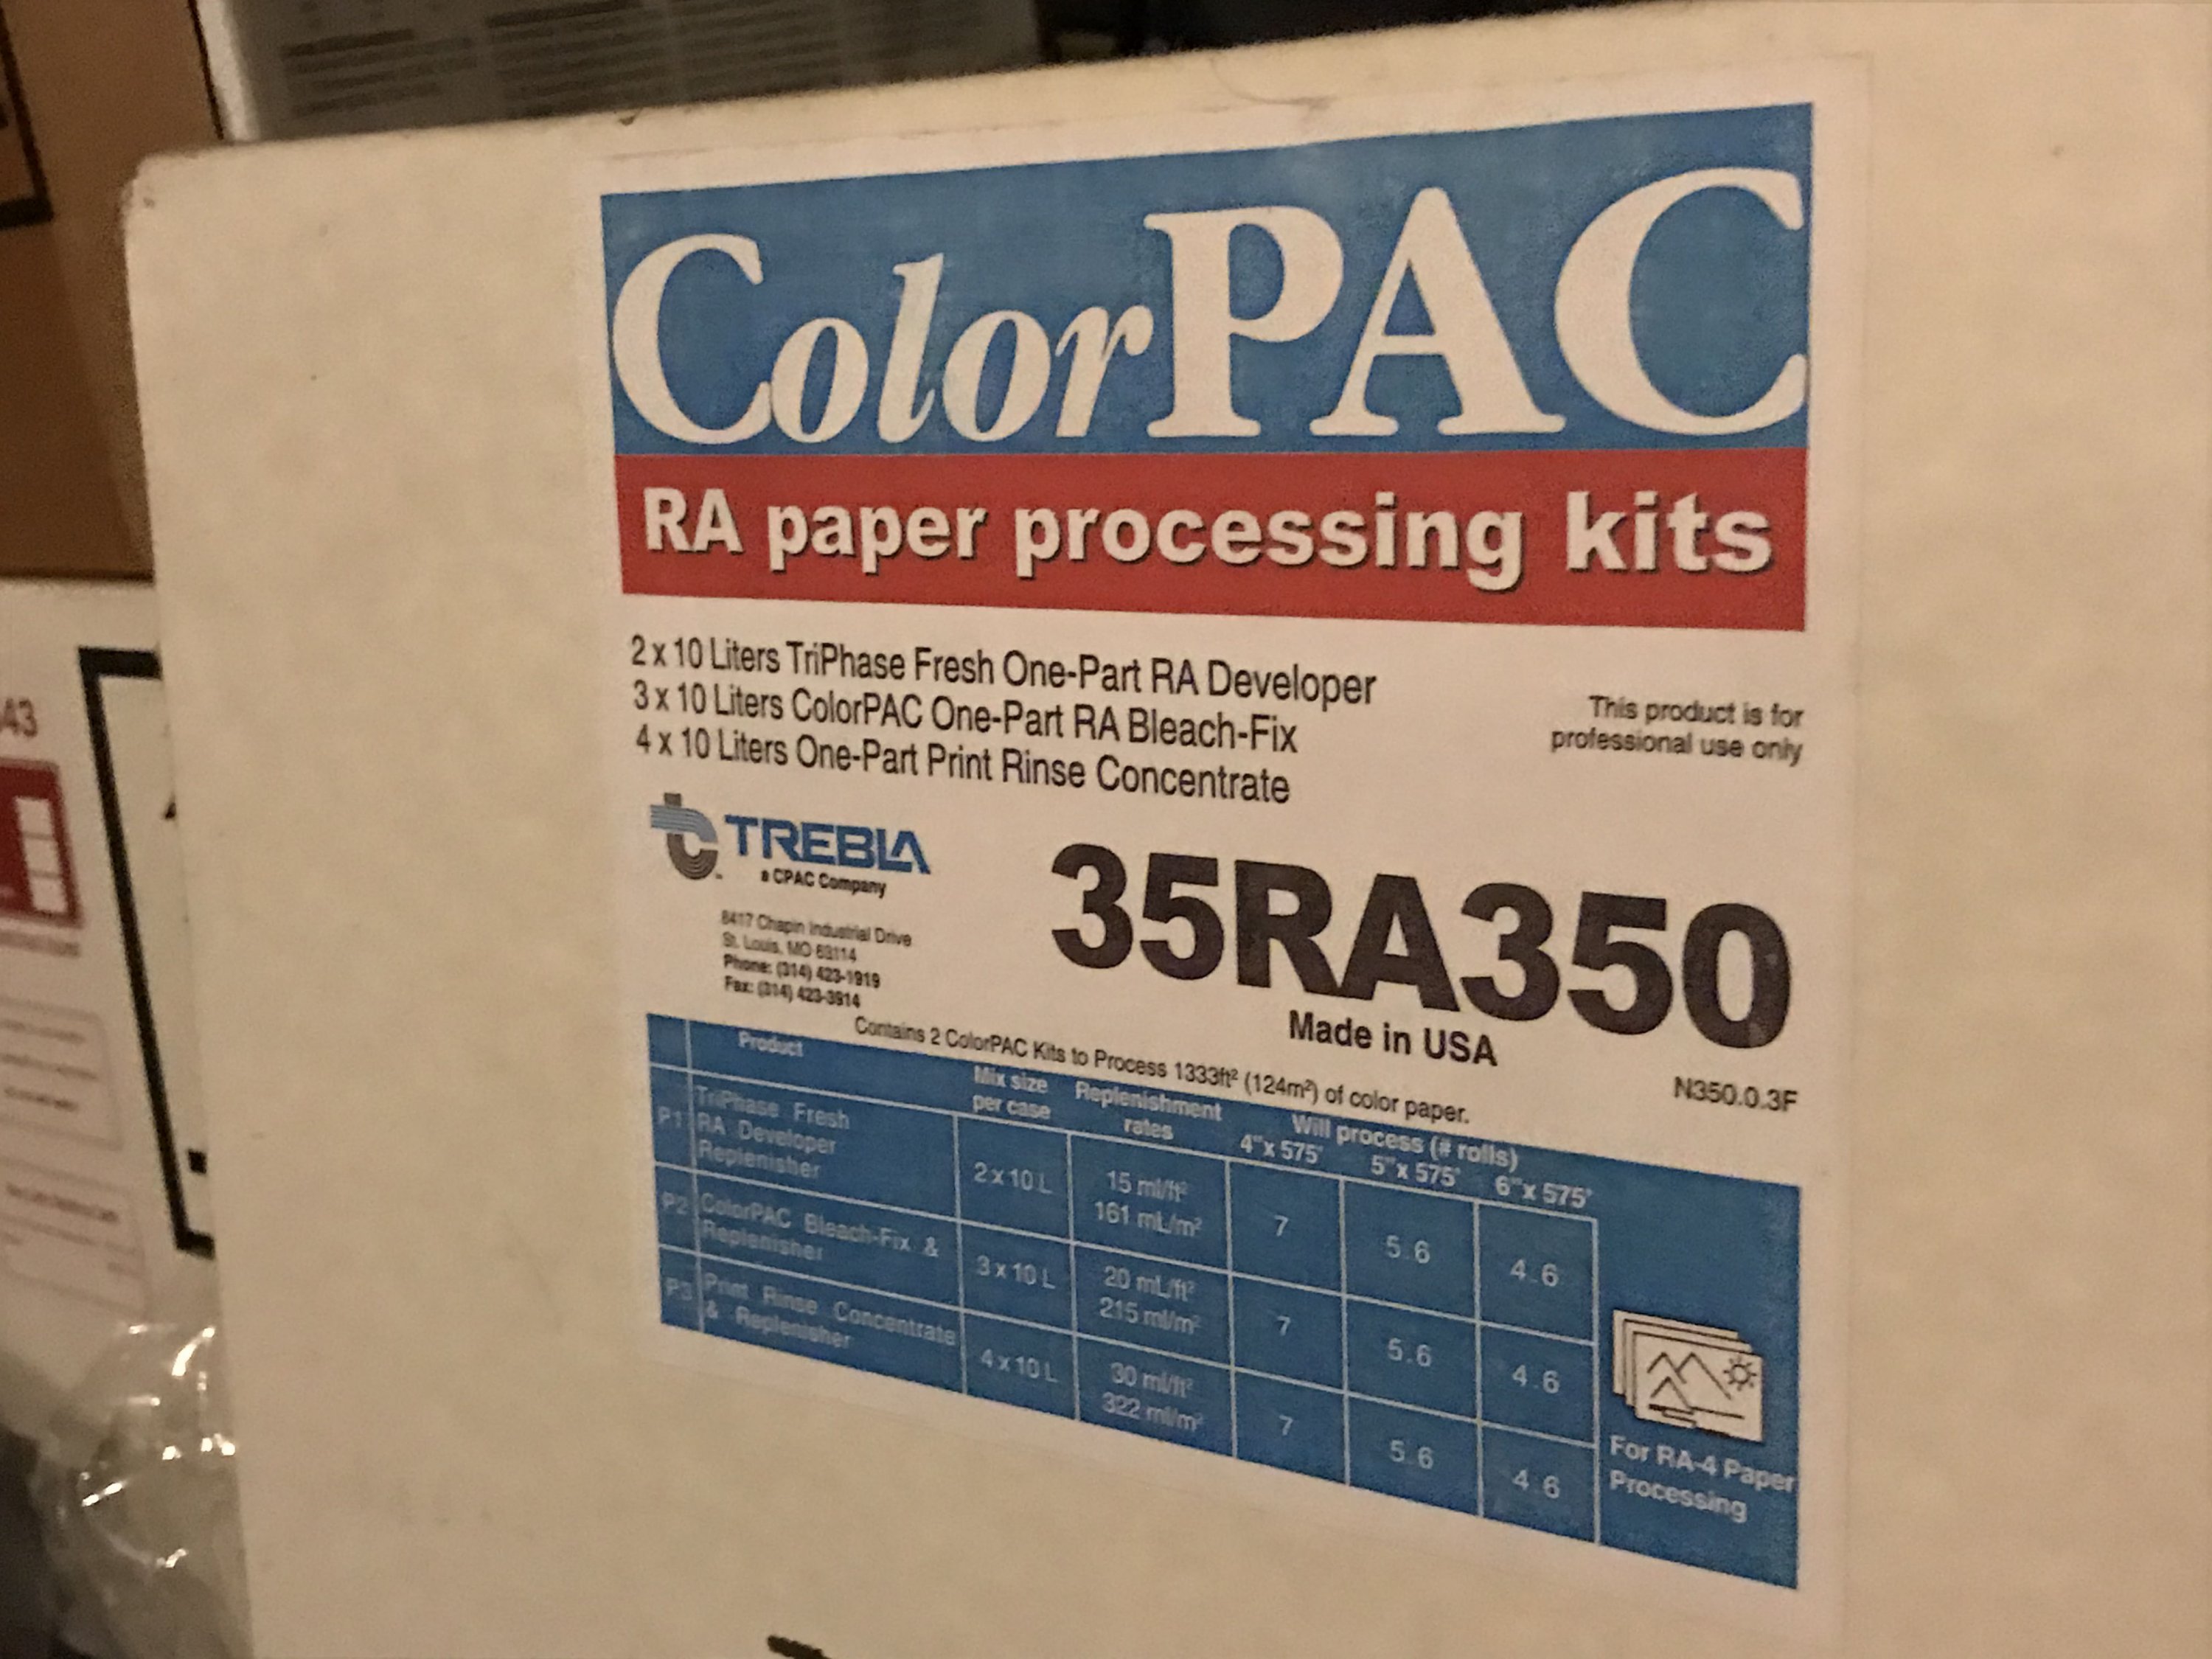 ColorPAC
RA paper processing kits
2 x 10 Liters TriPhase Fresh One-Part RA Developer
3 x 10 Liters ColorPAC One-Part RA Bleach-Fix
4 x 10 Liters One-Part Print Rinse Concentrate
This product is for
professional use only
TREBLA
a CPAC Company
8417 Chapin Industrial Drive
St. Louis, MO 63114
Phone: (314) 423-1919
Fax: (314) 423-3914
35RA350
Made in USA
N350.0.3F
Contains 2 ColorPAC Kits to Process 1333ft² (124m²) of color paper.
Product
Mix size
per case
Replenishment
rates
Will process (# rolls)
4"x 575' 5"x 575' 6"x 575'
P1 TriPhase Fresh
RA Developer
Replenisher
2 x 10 L
15 ml/ft²
161 mL/m²
7 5.6 4.6
P2 ColorPAC Bleach-Fix &
Replenisher
3 x 10 L
20 mL/ft²
215 ml/m²
7 5.6 4.6
P3 Print Rinse Concentrate
& Replenisher
4 x 10 L
30 ml/ft²
322 ml/m²
7 5.6 4.6
For RA-4 Paper
Processing
43